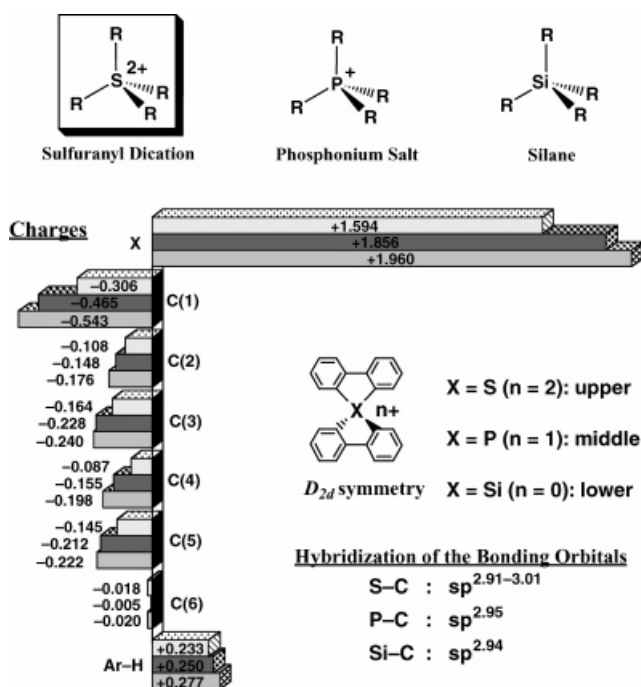 R
2+
S
R
R
R
Sulfuranyl Dication
R
+
P
R
R
R
Phosphonium Salt
R
Si
R
R
R
Silane
Charges
X
+1.594
+1.856
+1.960
−0.306
−0.465
−0.543
C(1)
−0.108
−0.148
−0.176
C(2)
−0.164
−0.228
−0.240
C(3)
−0.087
−0.155
−0.198
C(4)
−0.145
−0.212
−0.222
C(5)
−0.018
−0.005
−0.020
C(6)
Ar–H
+0.233
+0.250
+0.277
X n+
D2d symmetry
X = S (n = 2): upper
X = P (n = 1): middle
X = Si (n = 0): lower
Hybridization of the Bonding Orbitals
S–C : sp2.91–3.01
P–C : sp2.95
Si–C : sp2.94